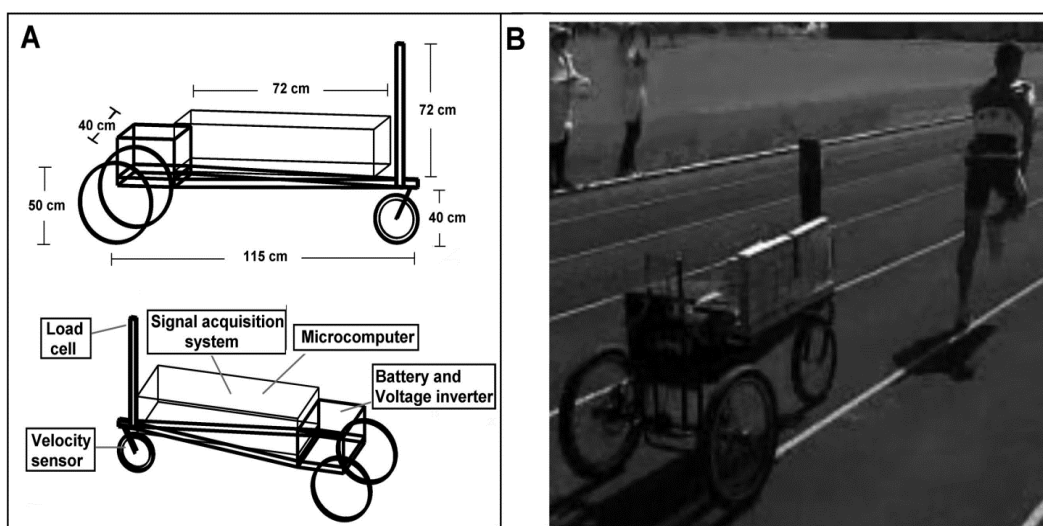 A
72 cm
72 cm
40 cm
50 cm
40 cm
115 cm
Load
cell
Signal acquisition
system
Microcomputer
Battery and
Voltage inverter
Velocity
sensor
B